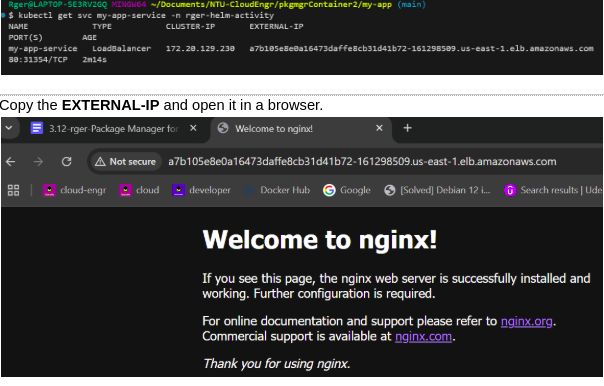 Rger@LAPTOP-SE3RV2GQ MINGW64 ~/Documents/NTU-CloudEngr/pkgmgrContainer2/my-app (main)
$ kubectl get svc my-app-service -n rger-helm-activity
NAME TYPE CLUSTER-IP EXTERNAL-IP
PORT(S) AGE
my-app-service LoadBalancer 172.20.129.230 a7b105e8e0a16473daffe8cb31d41b72-161298509.us-east-1.elb.amazonaws.com
80:31354/TCP 2m14s
Copy the EXTERNAL-IP and open it in a browser.
3.12-rger-Package Manager for Welcome to nginx!
Not secure a7b105e8e0a16473daffe8cb31d41b72-161298509.us-east-1.elb.amazonaws.com
cloud-engr cloud developer Docker Hub Google [Solved] Debian 12 i... Search results | Ude
Welcome to nginx!
If you see this page, the nginx web server is successfully installed and
working. Further configuration is required.
For online documentation and support please refer to nginx.org.
Commercial support is available at nginx.com.
Thank you for using nginx.